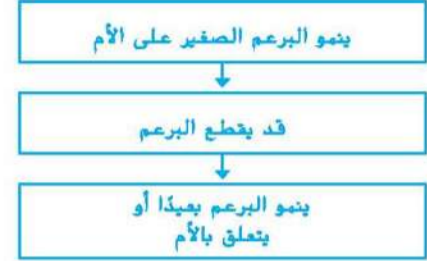 ينمو البرعم الصغير على الأم
قد يقطع البرعم
ينمو البرعم بعيدًا أو
يتعلق بالأم